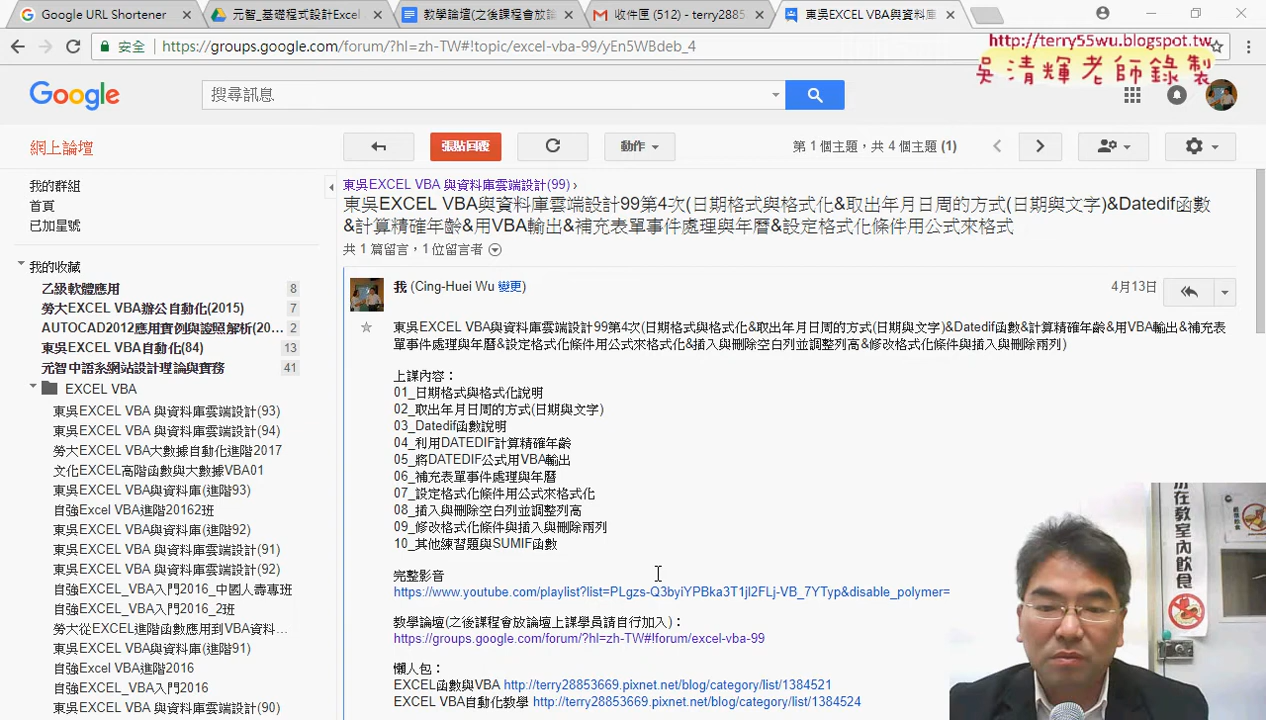 Google URL Shortener
元智_基礎程式設計Excel
教學論壇(之後課程會放論
收件匣 (512) - terry2885
東吳EXCEL VBA與資料庫
安全
https://groups.google.com/forum/?hl=zh-TW#!topic/excel-vba-99/yEn5WBdeb_4
http://terry55wu.blogspot.tw
吳清輝老師錄製
Google
搜尋訊息
網上論壇
張貼回覆
動作
第 1 個主題，共 4 個主題 (1)
我的群組
首頁
已加星號
我的收藏
乙級軟體應用 8
勞大EXCEL VBA辦公自動化(2015) 7
AUTOCAD2012應用實例與證照解析(20... 2
東吳EXCEL VBA自動化(84) 13
元智中語系網站設計理論與實務 41
EXCEL VBA
東吳EXCEL VBA 與資料庫雲端設計(93)
東吳EXCEL VBA 與資料庫雲端設計(94)
勞大EXCEL VBA大數據自動化進階2017
文化EXCEL高階函數與大數據VBA01
東吳EXCEL VBA與資料庫(進階93)
自強Excel VBA進階20162班
東吳EXCEL VBA與資料庫(進階92)
東吳EXCEL VBA 與資料庫雲端設計(91)
東吳EXCEL VBA 與資料庫雲端設計(92)
自強EXCEL_VBA入門2016_中國人壽專班
自強EXCEL_VBA入門2016_2班
勞大從EXCEL進階函數應用到VBA資料...
東吳EXCEL VBA與資料庫(進階91)
自強Excel VBA進階2016
自強EXCEL_VBA入門2016
東吳EXCEL VBA與資料庫(進階90)
東吳EXCEL VBA 與資料庫雲端設計(99) ›
東吳EXCEL VBA與資料庫雲端設計99第4次(日期格式與格式化&取出年月日周的方式(日期與文字)&Datedif函數
&計算精確年齡&用VBA輸出&補充表單事件處理與年曆&設定格式化條件用公式來格式
共 1 篇留言，1 位留言者
我 (Cing-Huei Wu 變更)
4月13日
東吳EXCEL VBA與資料庫雲端設計99第4次(日期格式與格式化&取出年月日周的方式(日期與文字)&Datedif函數&計算精確年齡&用VBA輸出&補充表
單事件處理與年曆&設定格式化條件用公式來格式化&插入與刪除空白列並調整列高&修改格式化條件與插入與刪除兩列)
上課內容：
01_日期格式與格式化說明
02_取出年月日周的方式(日期與文字)
03_Datedif函數說明
04_利用DATEDIF計算精確年齡
05_將DATEDIF公式用VBA輸出
06_補充表單事件處理與年曆
07_設定格式化條件用公式來格式化
08_插入與刪除空白列並調整列高
09_修改格式化條件與插入與刪除兩列
10_其他練習題與SUMIF函數
完整影音
https://www.youtube.com/playlist?list=PLgzs-Q3byiYPBka3T1jl2FLj-VB_7YTyp&disable_polymer=
教學論壇(之後課程會放論壇上課學員請自行加入)：
https://groups.google.com/forum/?hl=zh-TW#!forum/excel-vba-99
懶人包：
EXCEL函數與VBA http://terry28853669.pixnet.net/blog/category/list/1384521
EXCEL VBA自動化教學 http://terry28853669.pixnet.net/blog/category/list/1384524
所在教室內飲食